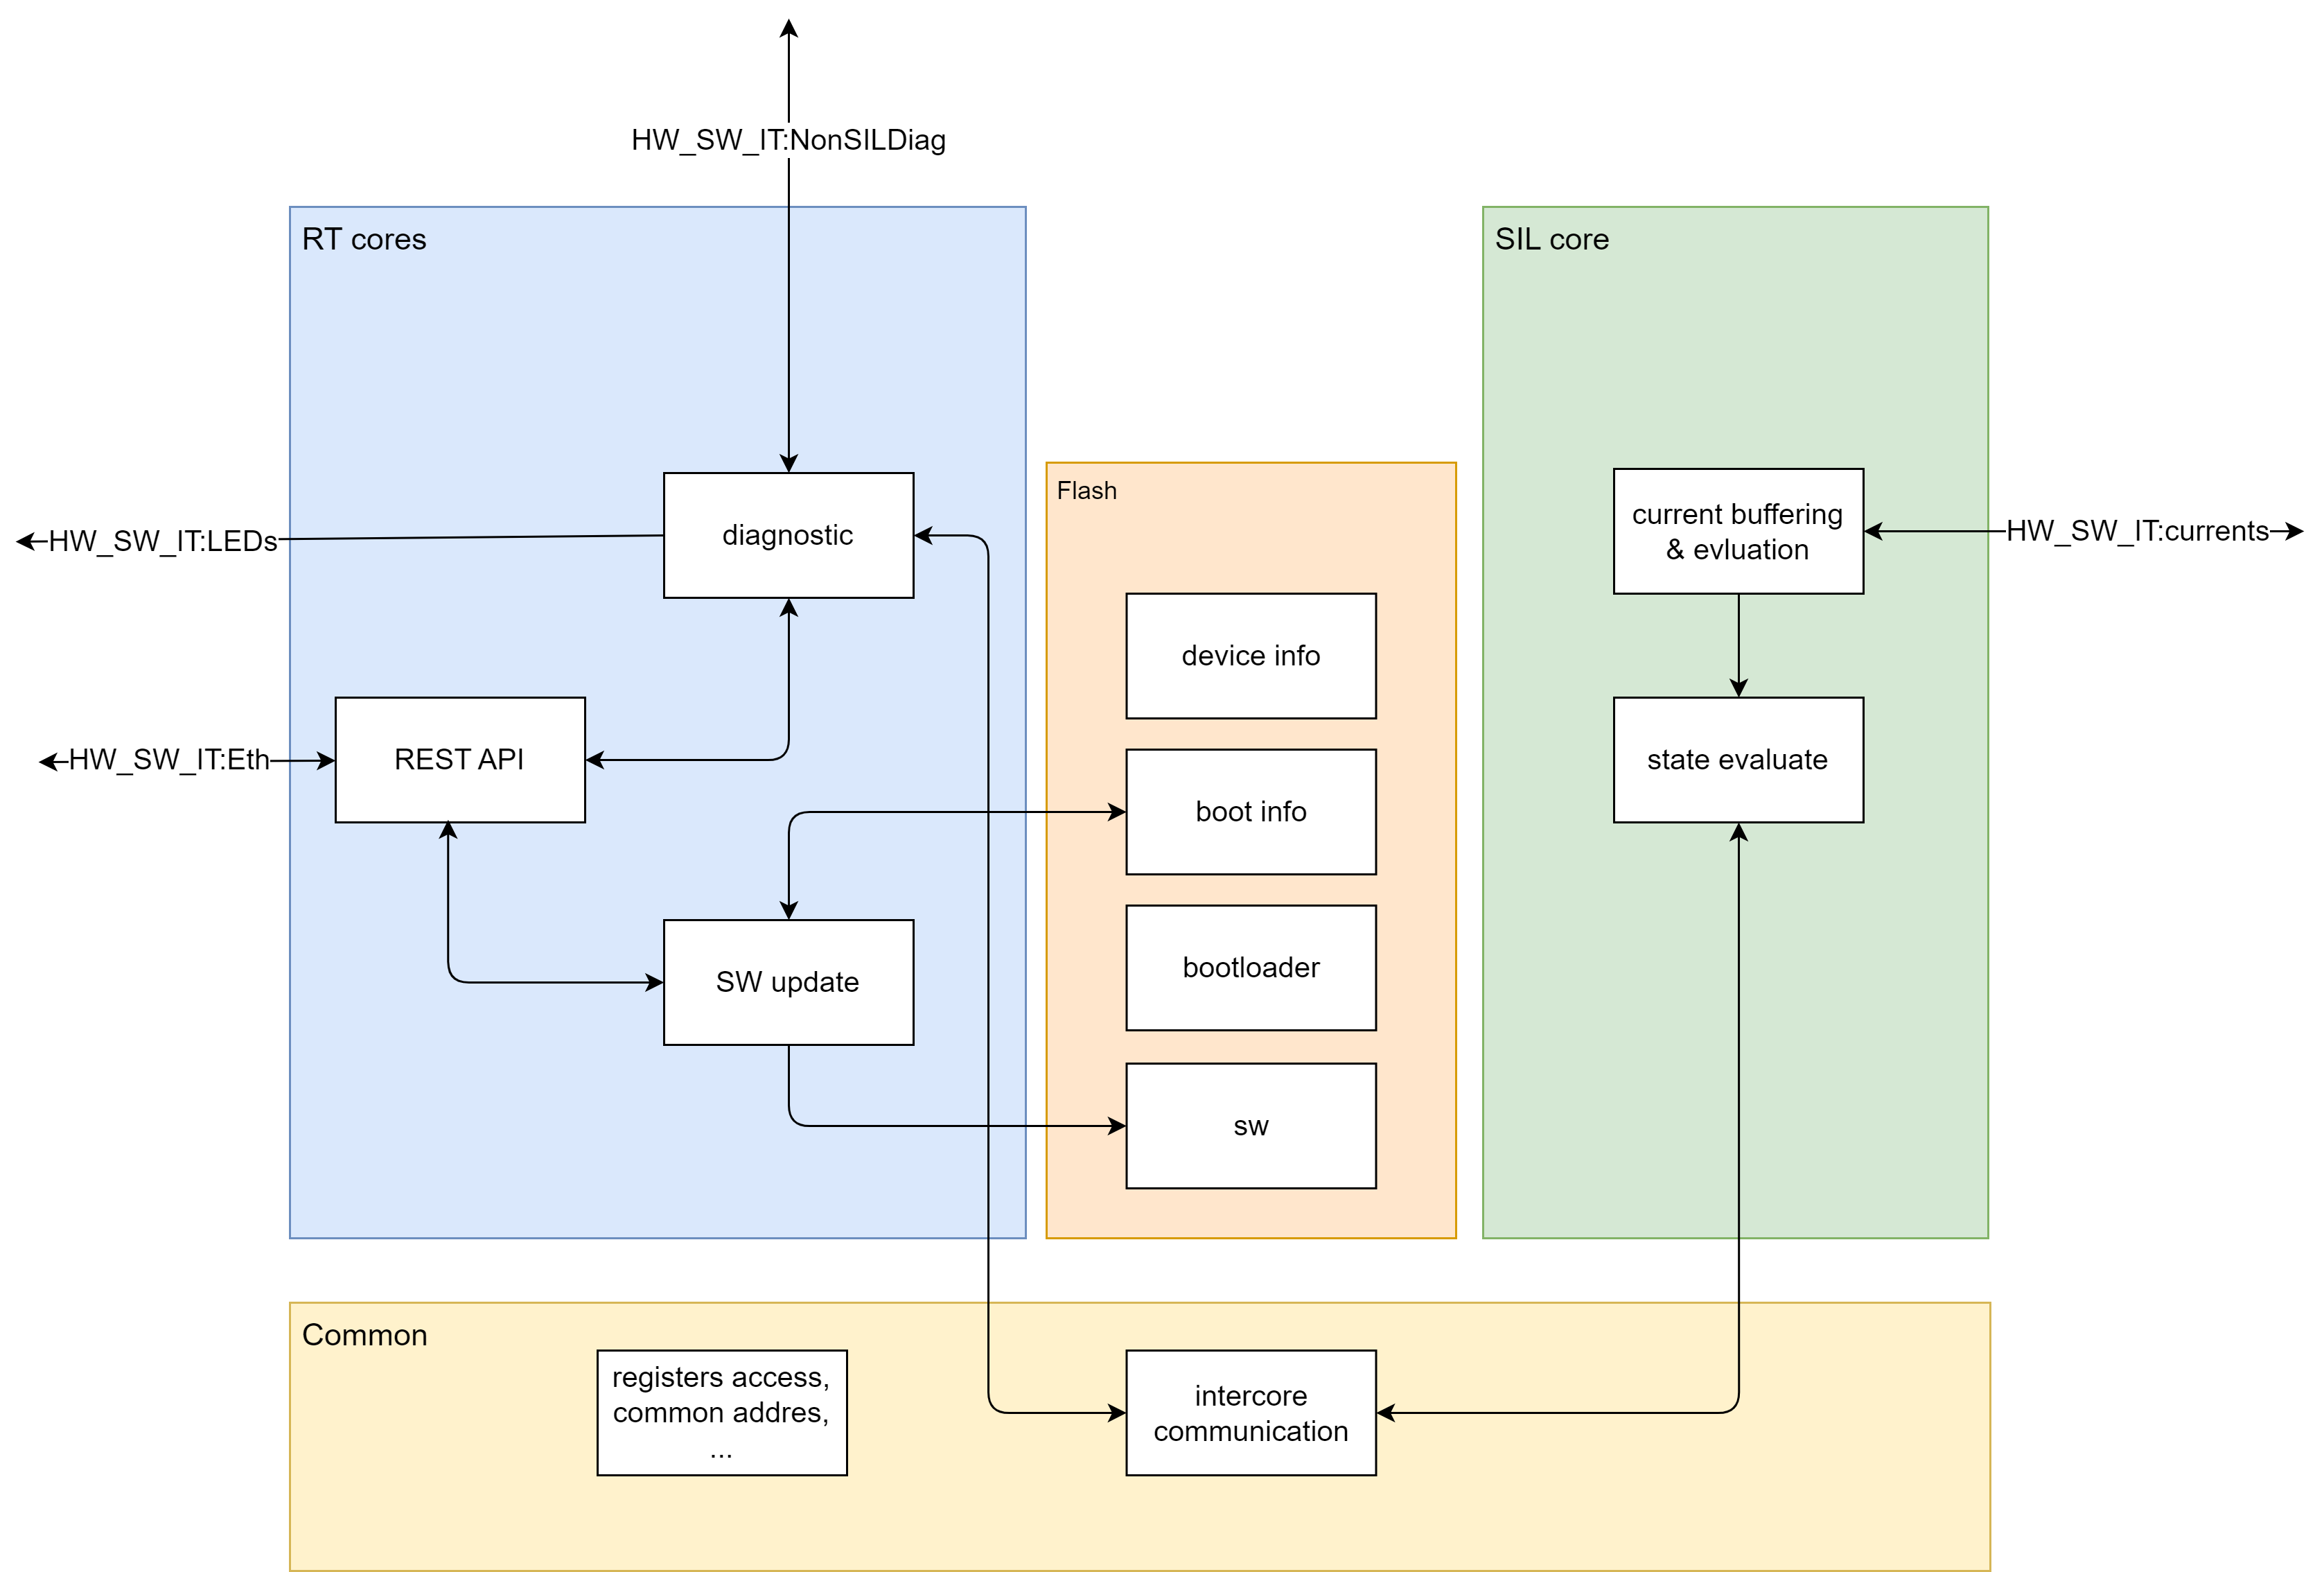 HW_SW_IT:NonSILDiag
RT cores
SIL core
Flash
diagnostic
HW_SW_IT:LEDs
current buffering
& evluation
HW_SW_IT:currents
device info
REST API
HW_SW_IT:Eth
state evaluate
boot info
bootloader
SW update
sw
Common
registers access,
common addres,
...
intercore
communication